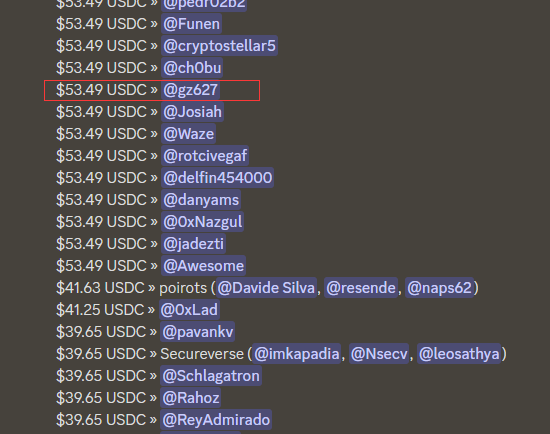 $53.49 USDC » @pedr02b2
$53.49 USDC » @Funen
$53.49 USDC » @cryptostellar5
$53.49 USDC » @ch0bu
$53.49 USDC » @gz627
$53.49 USDC » @Josiah
$53.49 USDC » @Waze
$53.49 USDC » @rotcivegaf
$53.49 USDC » @delfin454000
$53.49 USDC » @danyams
$53.49 USDC » @0xNazgul
$53.49 USDC » @jadezti
$53.49 USDC » @Awesome
$41.63 USDC » poirots (@Davide Silva, @resende, @naps62)
$41.25 USDC » @0xLad
$39.65 USDC » @pavankv
$39.65 USDC » Secureverse (@imkapadia, @Nsecv, @leosathya)
$39.65 USDC » @Schlagatron
$39.65 USDC » @Rahoz
$39.65 USDC » @ReyAdmirado